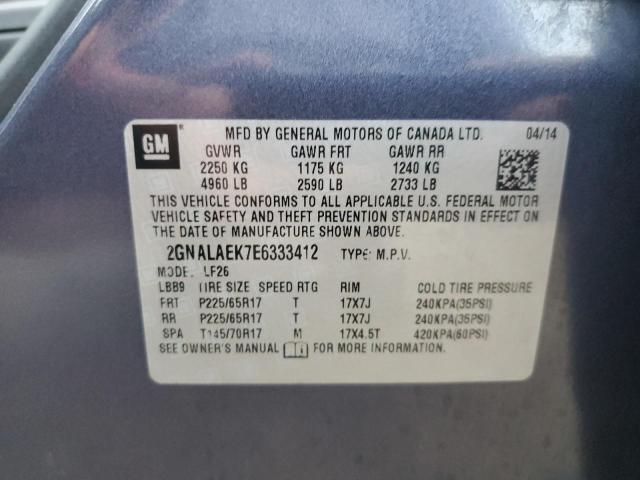 GM MFD BY GENERAL MOTORS OF CANADA LTD. 04/14
GVWR GAWR FRT GAWR RR
2250 KG 1175 KG 1240 KG
4960 LB 2590 LB 2733 LB
THIS VEHICLE CONFORMS TO ALL APPLICABLE U.S. FEDERAL MOTOR
VEHICLE SAFETY AND THEFT PREVENTION STANDARDS IN EFFECT ON
THE DATE OF MANUFACTURE SHOWN ABOVE.
2GNALAEK7E6333412 TYPE: M.P.V.
MODEL LF26
LBB9 TIRE SIZE SPEED RTG RIM COLD TIRE PRESSURE
FRT P225/65R17 T 17X7J 240KPA(35PSI)
RR P225/65R17 T 17X7J 240KPA(35PSI)
SPA T145/70R17 M 17X4.5T 420KPA(60PSI)
SEE OWNER'S MANUAL FOR MORE INFORMATION.